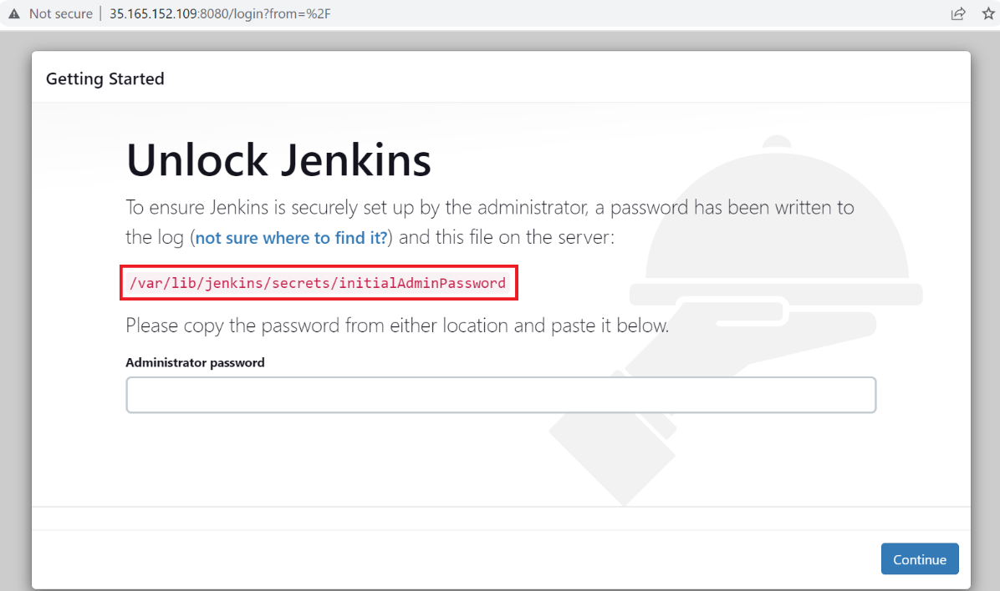 Not secure | 35.165.152.109:8080/login?from=%2F
Getting Started
Unlock Jenkins
To ensure Jenkins is securely set up by the administrator, a password has been written to
the log (not sure where to find it?) and this file on the server:
/var/lib/jenkins/secrets/initialAdminPassword
Please copy the password from either location and paste it below.
Administrator password
Continue